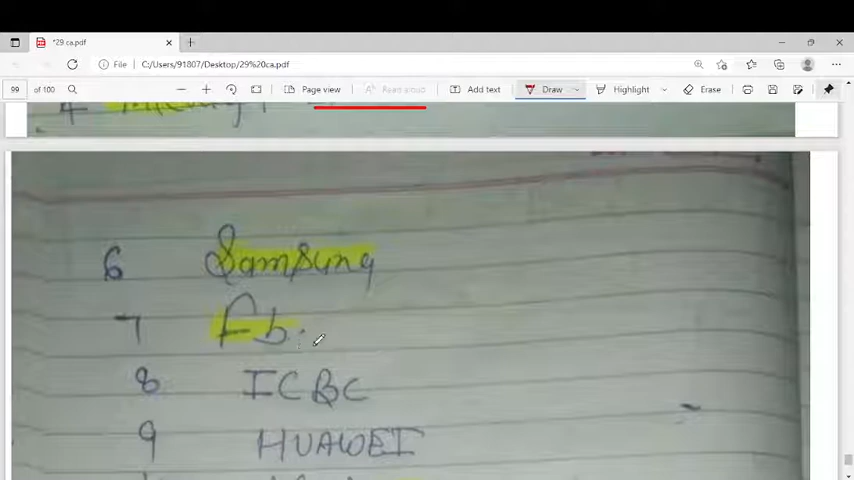 *29 ca.pdf
File C:/Users/91807/Desktop/29%20ca.pdf
99 of 100 Page view Read aloud Add text Draw Highlight Erase
6 Samsung
7 Fb.
8 ICBC
9 HUAWEI